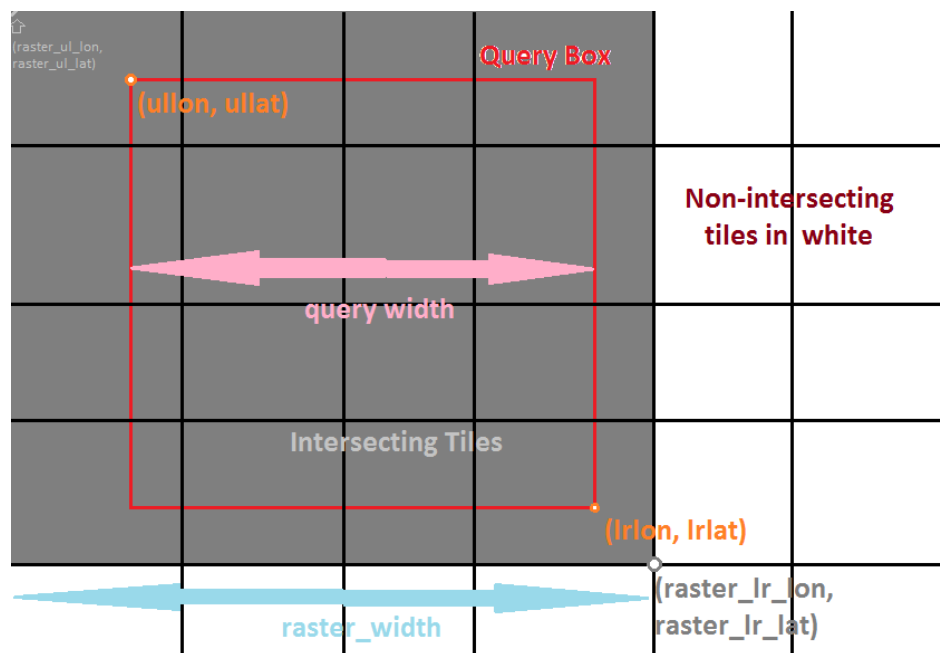 (raster_ul_lon,
raster_ul_lat)
Query Box
(ullon, ullat)
Non-intersecting
tiles in white
query width
Intersecting Tiles
(lrlon, lrlat)
(raster_lr_lon,
raster_lr_lat)
raster_width